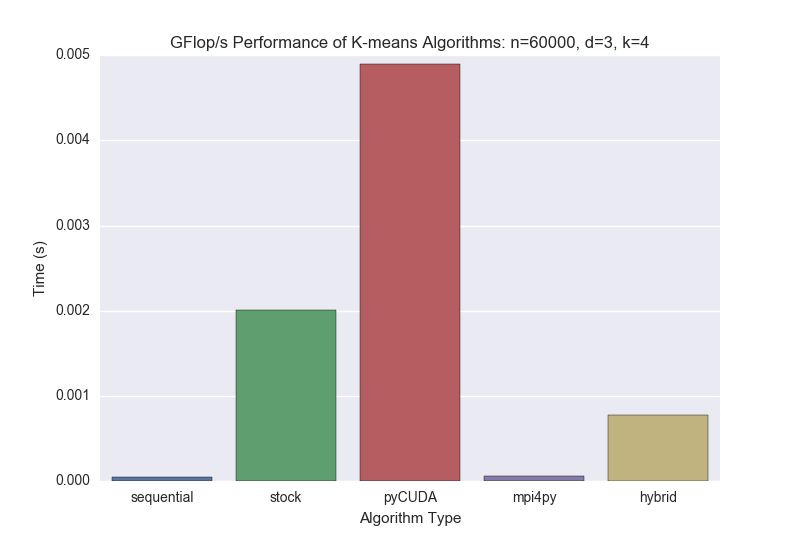 GFlop/s Performance of K-means Algorithms: n=60000, d=3, k=4
0.005
0.004
0.003
0.002
0.001
0.000
Time (s)
sequential stock pyCUDA mpi4py hybrid
Algorithm Type